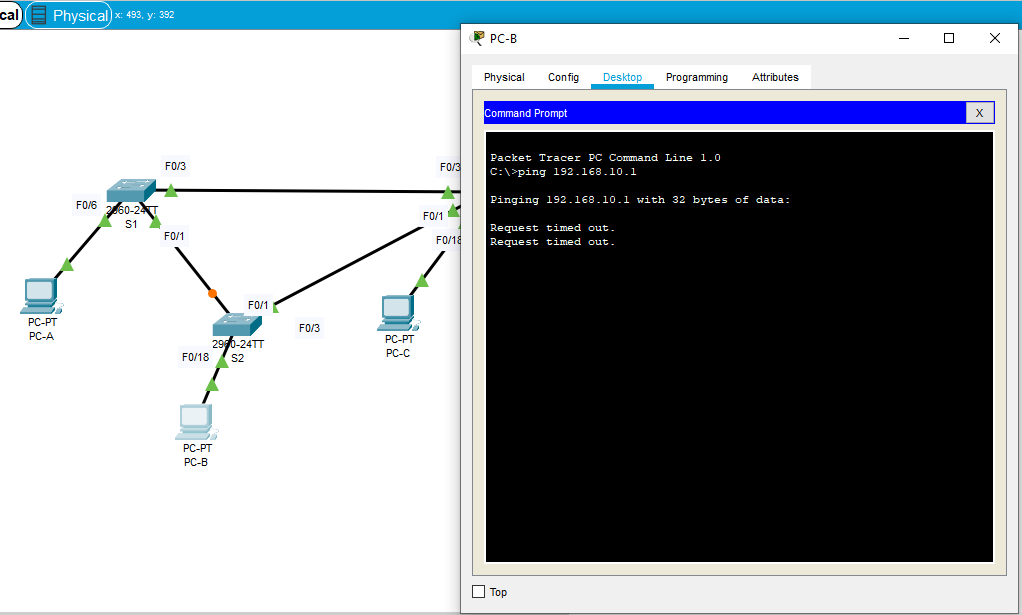 cal
Physical
x: 493, y: 392
F0/3
F0/6
2960-24TT
S1
F0/1
PC-PT
PC-A
F0/1
F0/3
2960-24TT
S2
F0/18
PC-PT
PC-B
F0/3
F0/1
F0/18
PC-PT
PC-C
PC-B
Physical Config Desktop Programming Attributes
Command Prompt
X
Packet Tracer PC Command Line 1.0
C:\>ping 192.168.10.1
Pinging 192.168.10.1 with 32 bytes of data:
Request timed out.
Request timed out.
Top